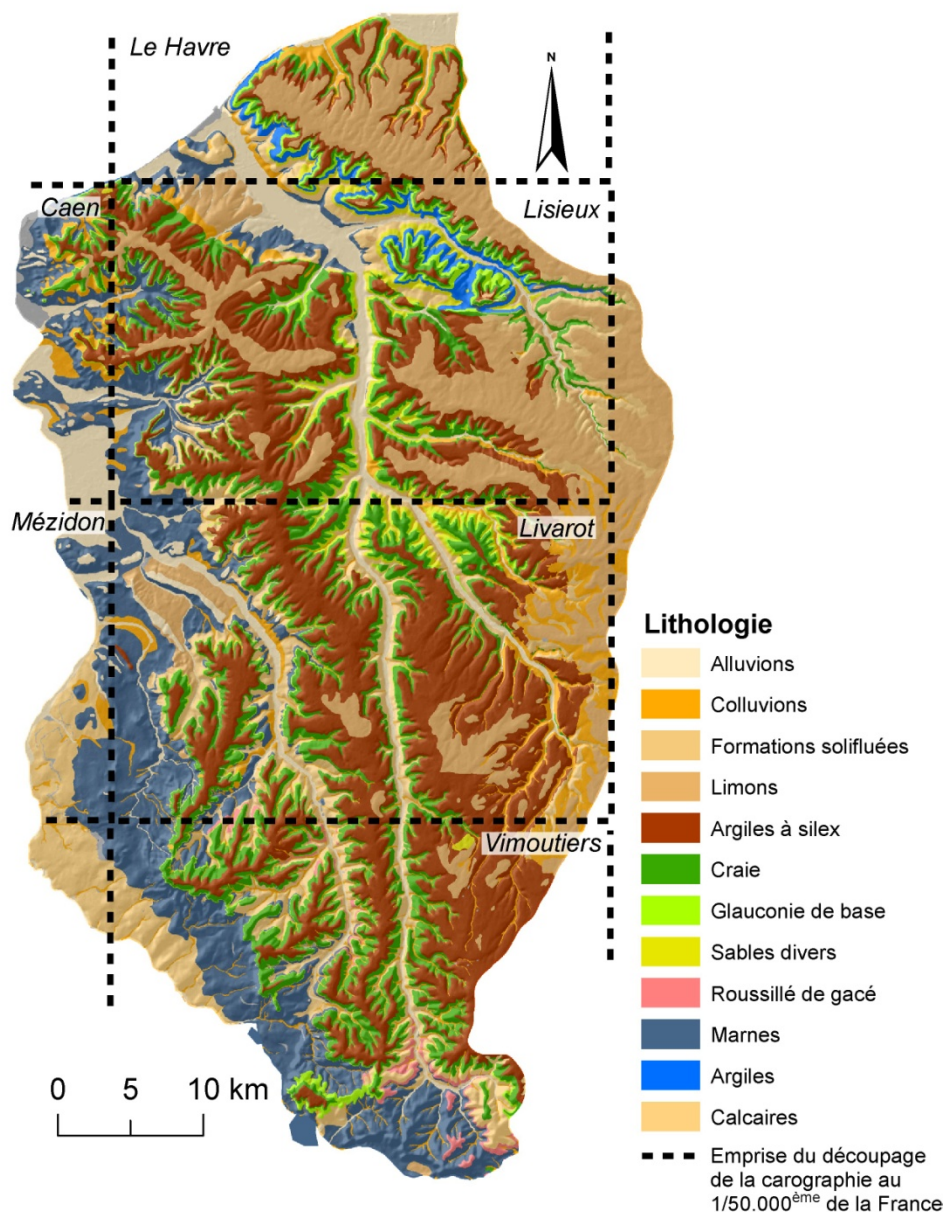 Le Havre
N
Caen
Lisieux
Mézidon
Livarot
Vimoutiers
0 5 10 km
Lithologie
Alluvions
Colluvions
Formations solifluées
Limons
Argiles à silex
Craie
Glauconie de base
Sables divers
Roussillé de gacé
Marnes
Argiles
Calcaires
Emprise du découpage
de la carographie au
1/50.000ème de la France